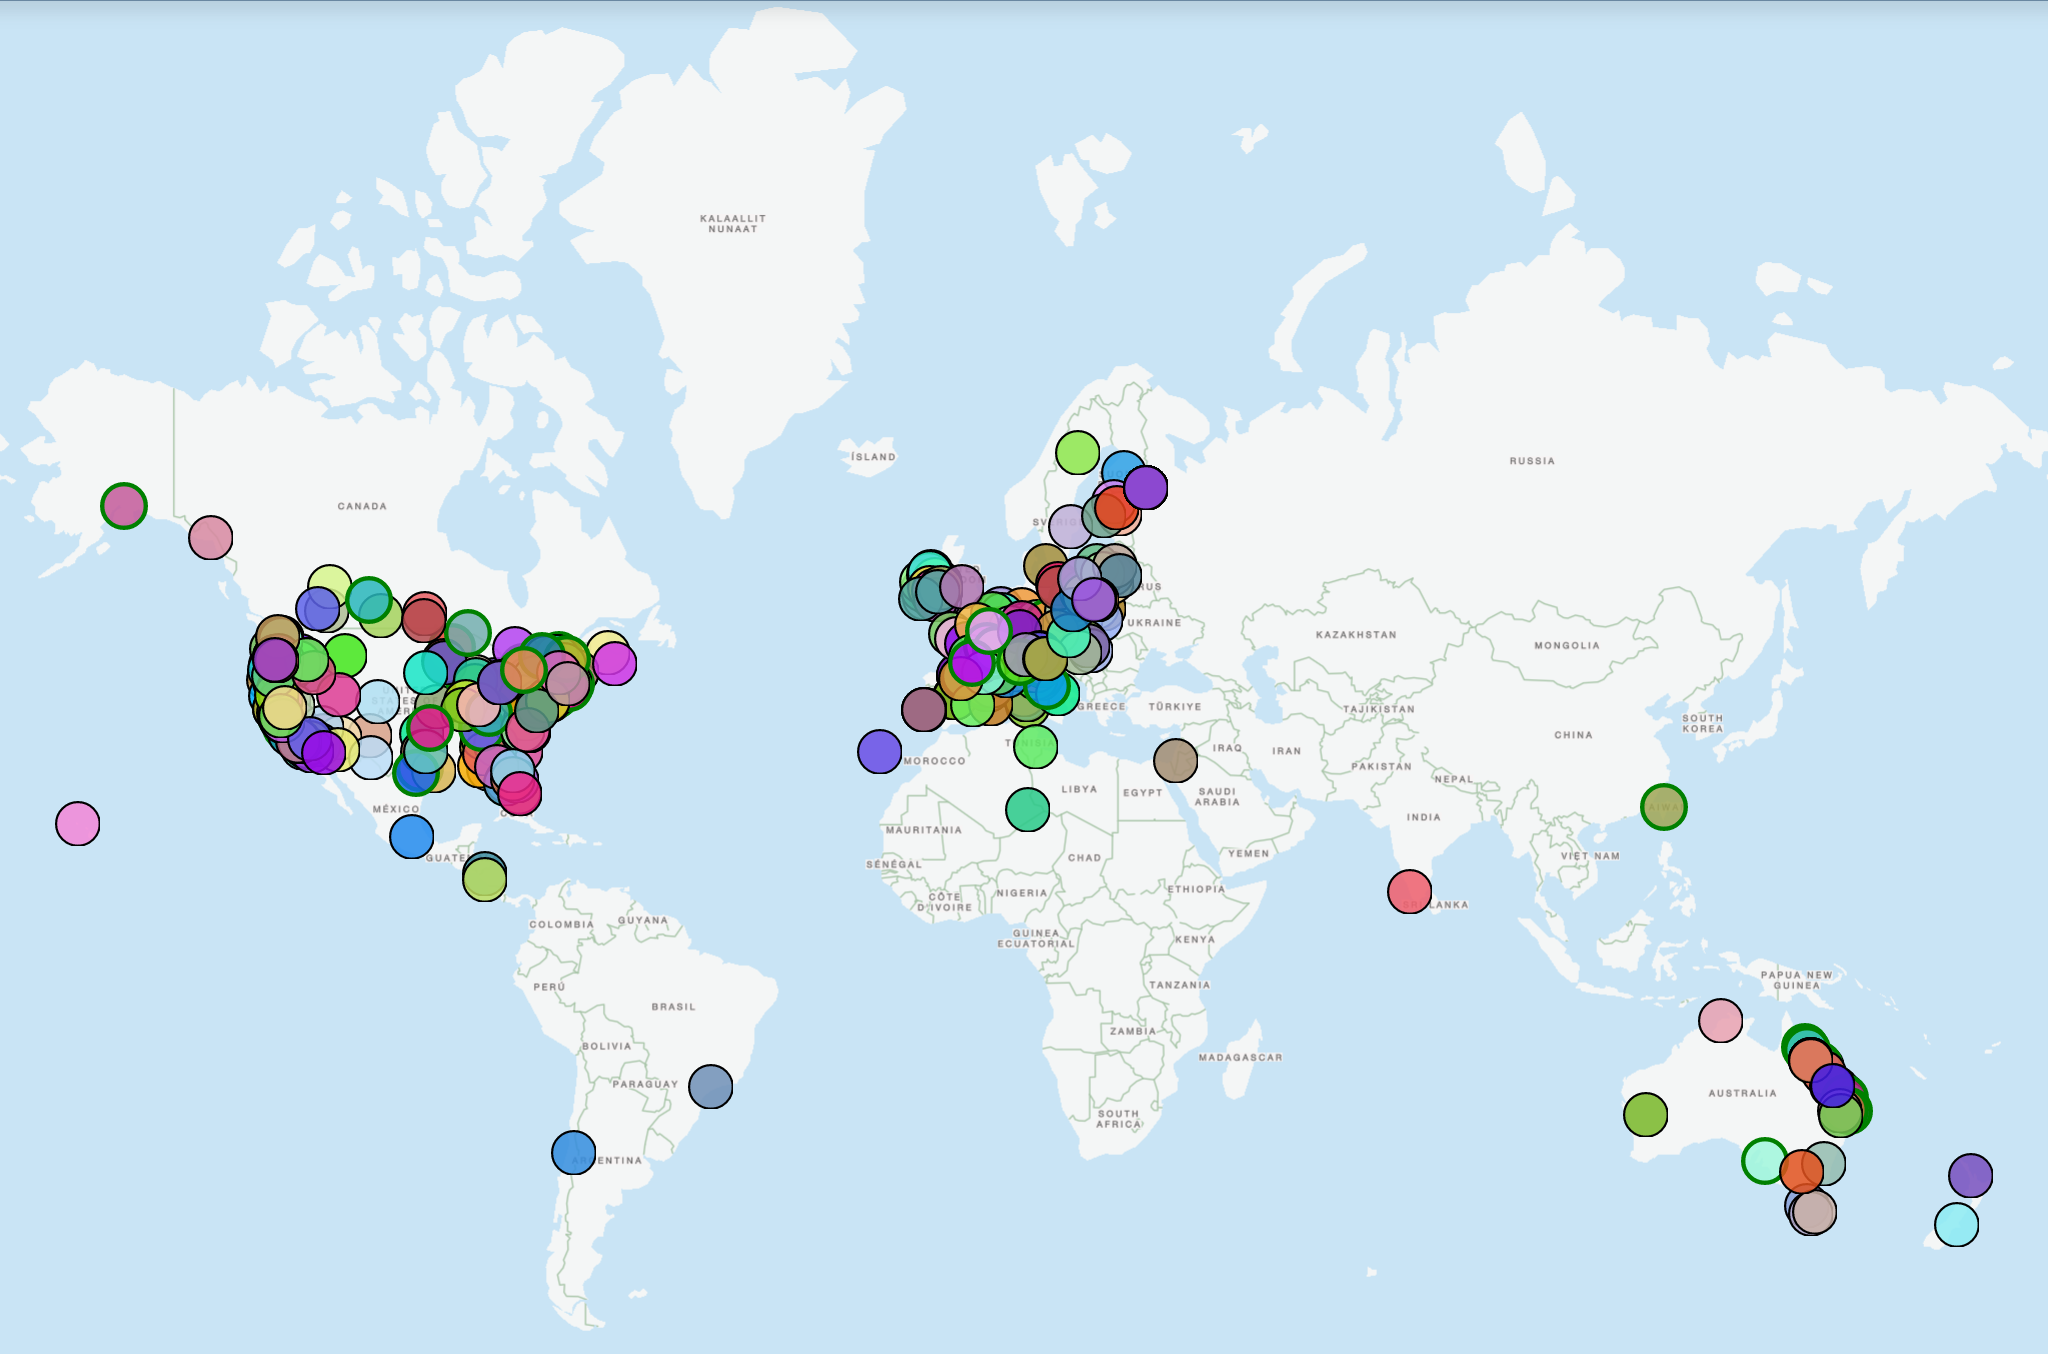 KALAALLIT
NUNAAT
ÍSLAND
RUSSIA
CANADA
UKRAINE
KAZAKHSTAN
MONGOLIA
GREECE
TÜRKIYE
TAJIKISTAN
SOUTH
KOREA
CHINA
IRAQ
IRAN
MOROCCO
PAKISTAN
NEPAL
LIBYA
EGYPT
SAUDI
ARABIA
MÉXICO
INDIA
MAURITANIA
YEMEN
VIET NAM
CHAD
SÉNÉGAL
NIGERIA
ETHIOPIA
CÔTE
D'IVOIRE
GUYANA
COLOMBIA
GUINEA
ECUATORIAL
KENYA
PAPUA NEW
GUINEA
PERÚ
TANZANIA
BRASIL
ZAMBIA
BOLIVIA
MADAGASCAR
PARAGUAY
AUSTRALIA
SOUTH
AFRICA